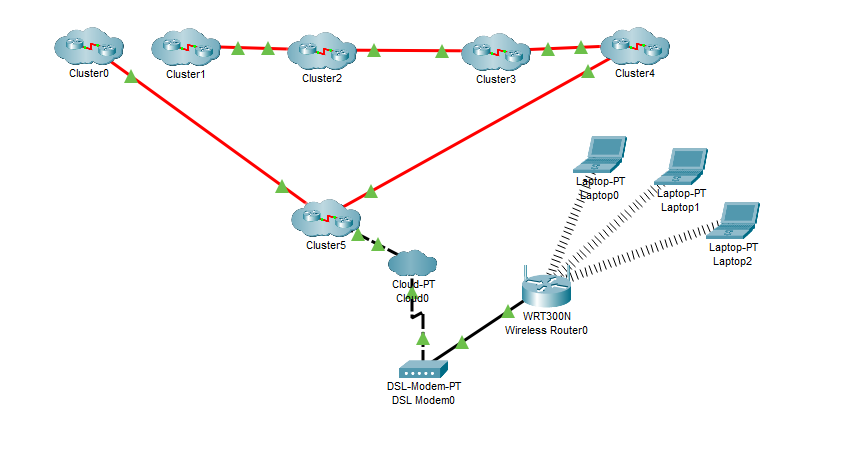 Cluster0
Cluster1
Cluster2
Cluster3
Cluster4
Laptop-PT
Laptop0
Laptop-PT
Laptop1
Laptop-PT
Laptop2
Cluster5
Cloud-PT
Cloud0
WRT300N
Wireless Router0
DSL-Modem-PT
DSL Modem0